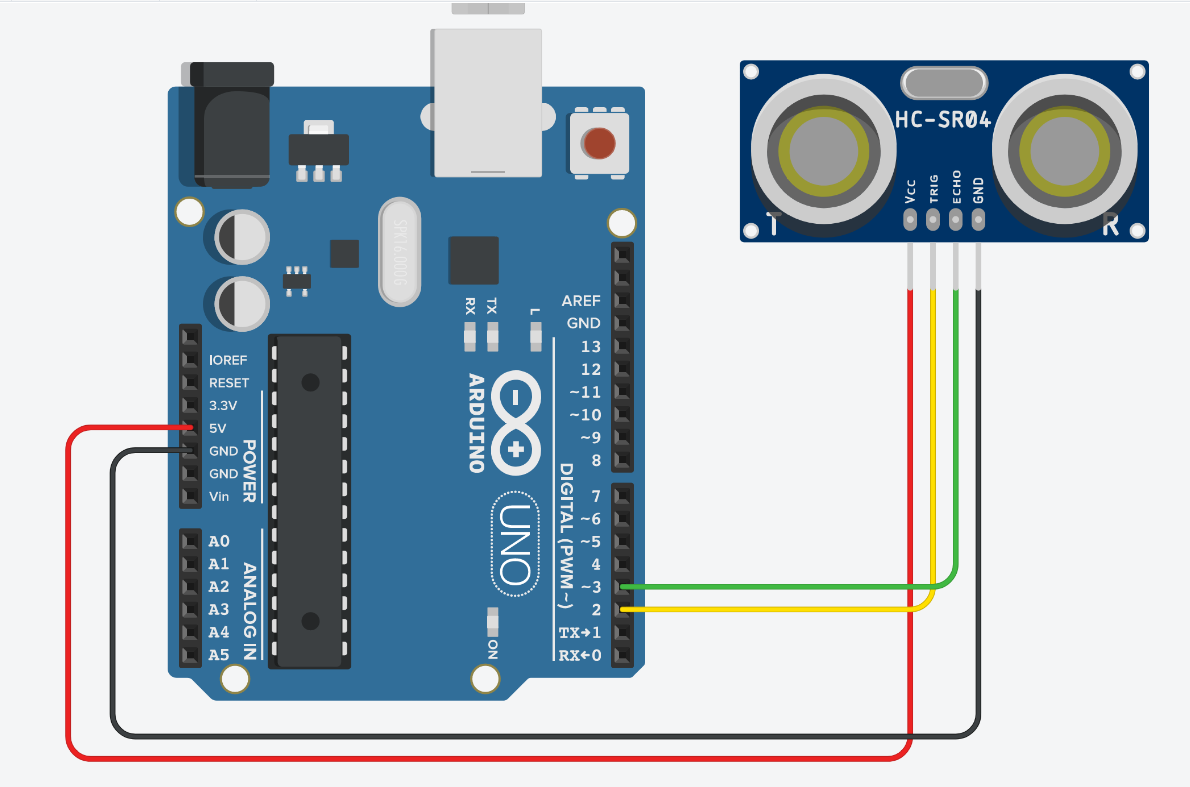 HC-SR04
VCC
TRIG
ECHO
GND
T
R
SPK16.000G
RX
TX
L
AREF
GND
13
12
~11
~10
~9
8
7
~6
~5
4
~3
2
TX→1
RX←0
DIGITAL (PWM~)
ARDUINO
UNO
ON
IOREF
RESET
3.3V
5V
GND
GND
Vin
POWER
A0
A1
A2
A3
A4
A5
ANALOG IN